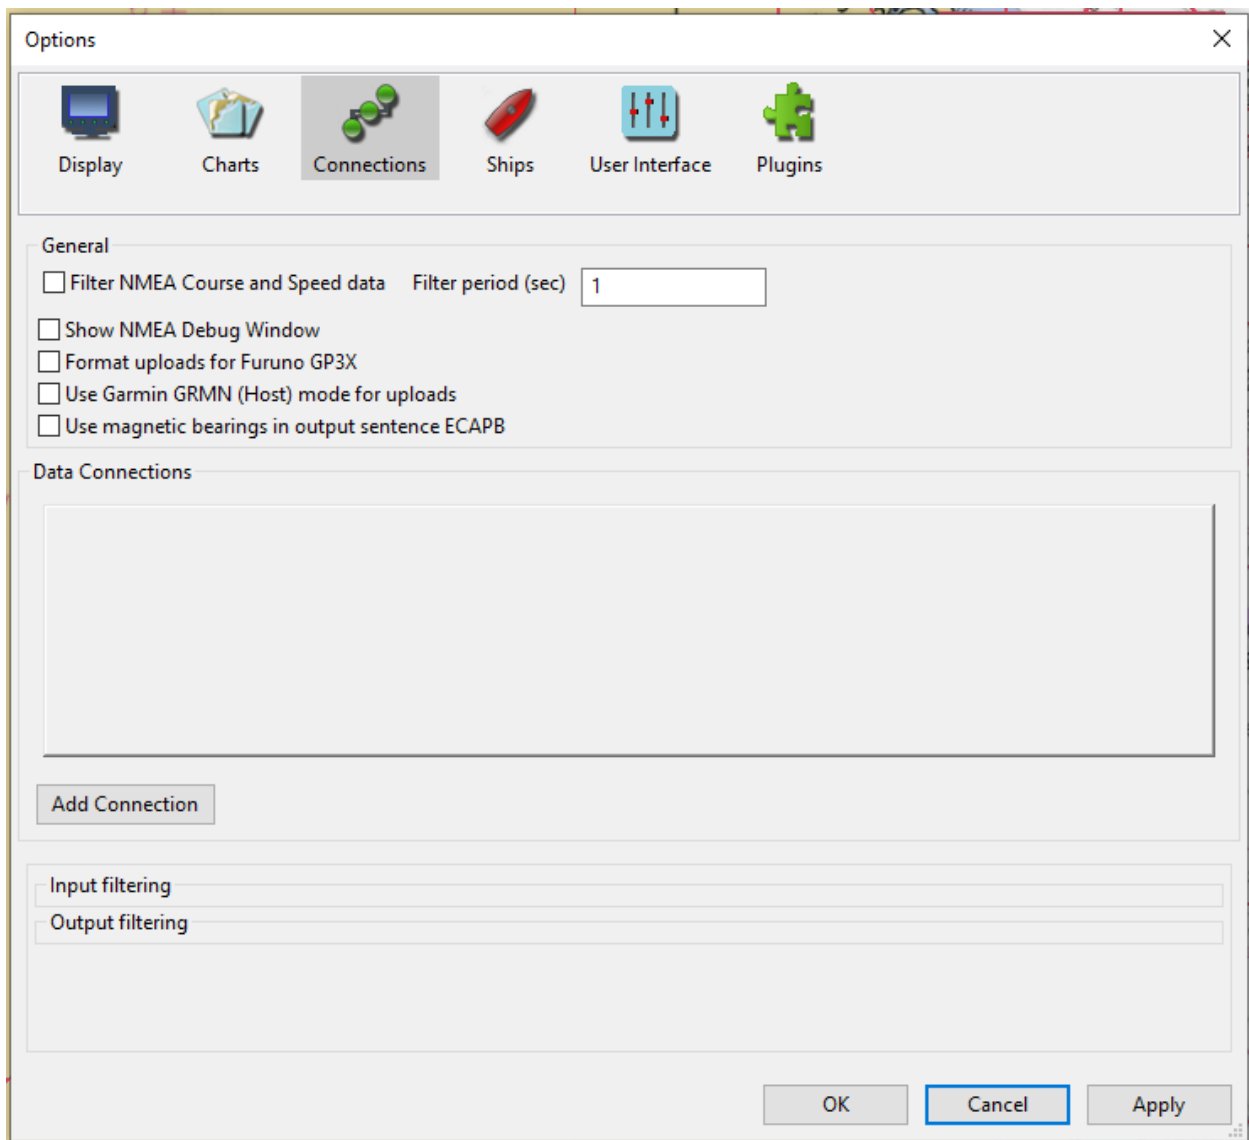 Options
Display Charts Connections Ships User Interface Plugins
General
Filter NMEA Course and Speed data Filter period (sec) 1
Show NMEA Debug Window
Format uploads for Furuno GP3X
Use Garmin GRMN (Host) mode for uploads
Use magnetic bearings in output sentence ECAPB
Data Connections
Add Connection
Input filtering
Output filtering
OK Cancel Apply